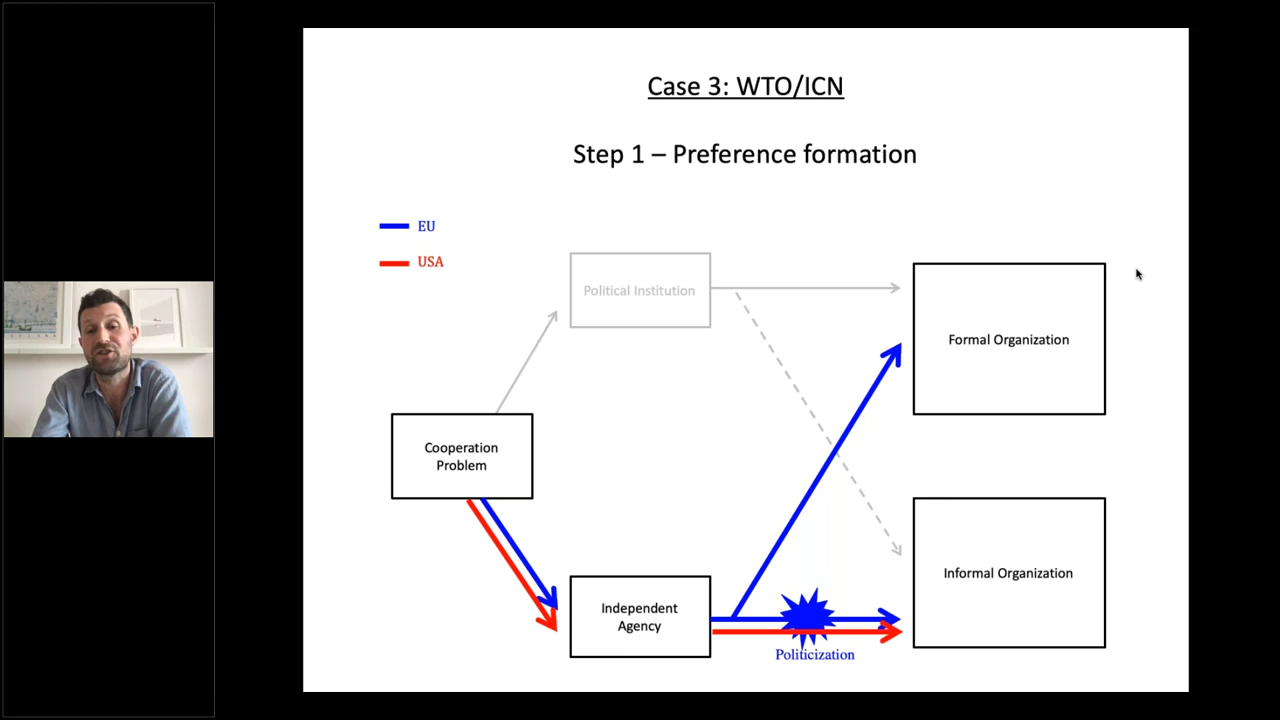 Case 3: WTO/ICN
Step 1 – Preference formation
EU
USA
Political Institution
Formal Organization
Cooperation
Problem
Informal Organization
Independent
Agency
Politicization